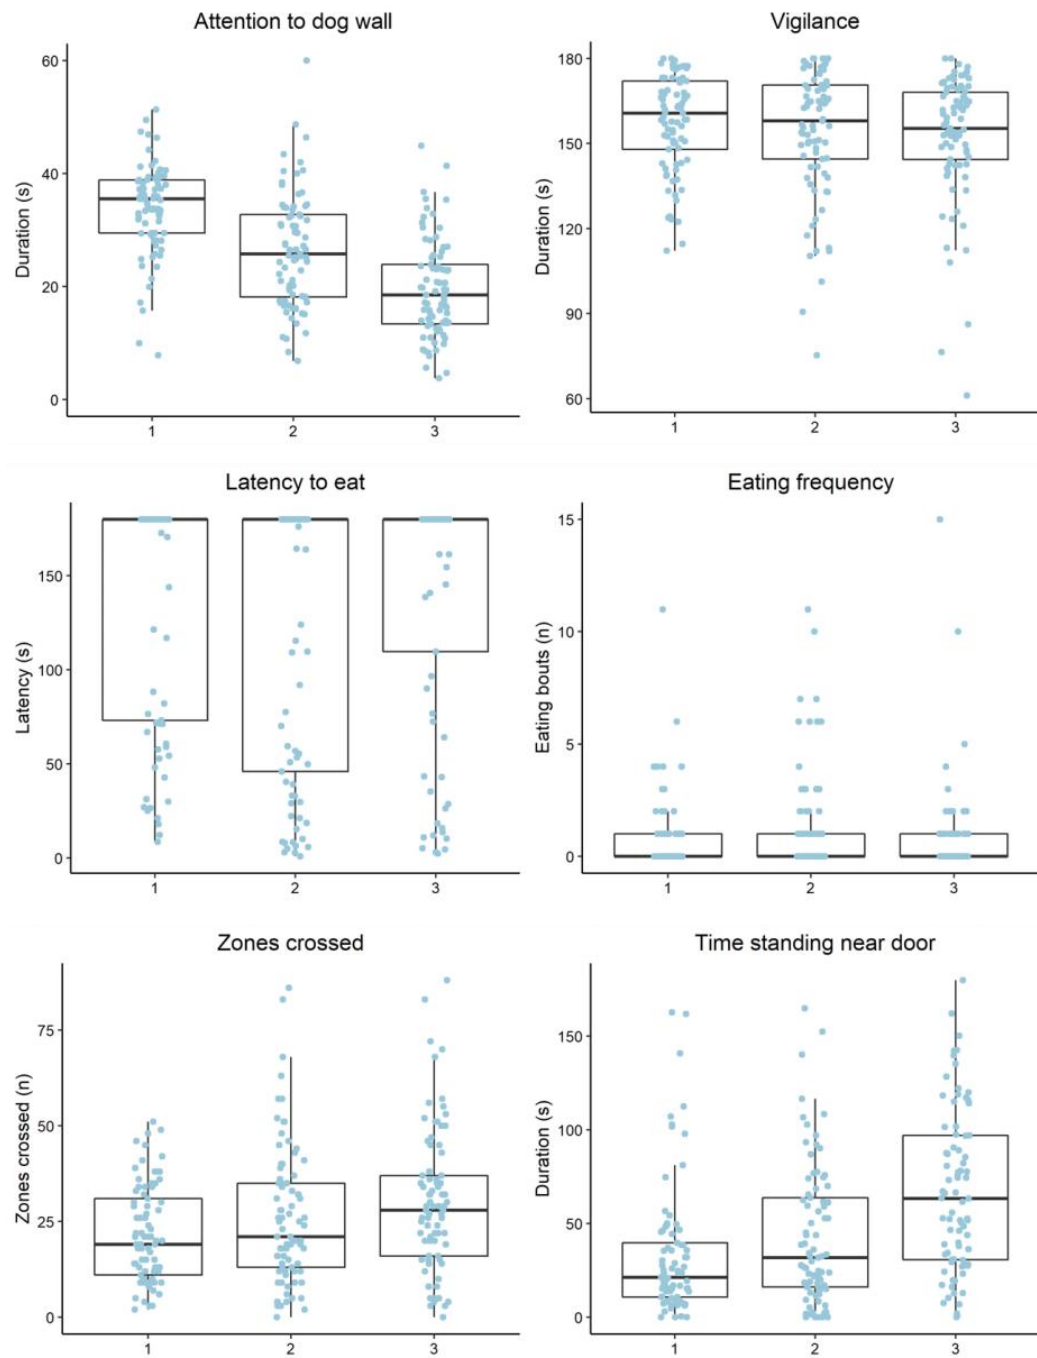 Attention to dog wall
Duration (s)
60
40
20
0
1 2 3
Vigilance
Duration (s)
180
150
120
90
60
1 2 3
Latency to eat
Latency (s)
150
100
50
0
1 2 3
Eating frequency
Eating bouts (n)
15
10
5
0
1 2 3
Zones crossed
Zones crossed (n)
75
50
25
0
1 2 3
Time standing near door
Duration (s)
150
100
50
0
1 2 3